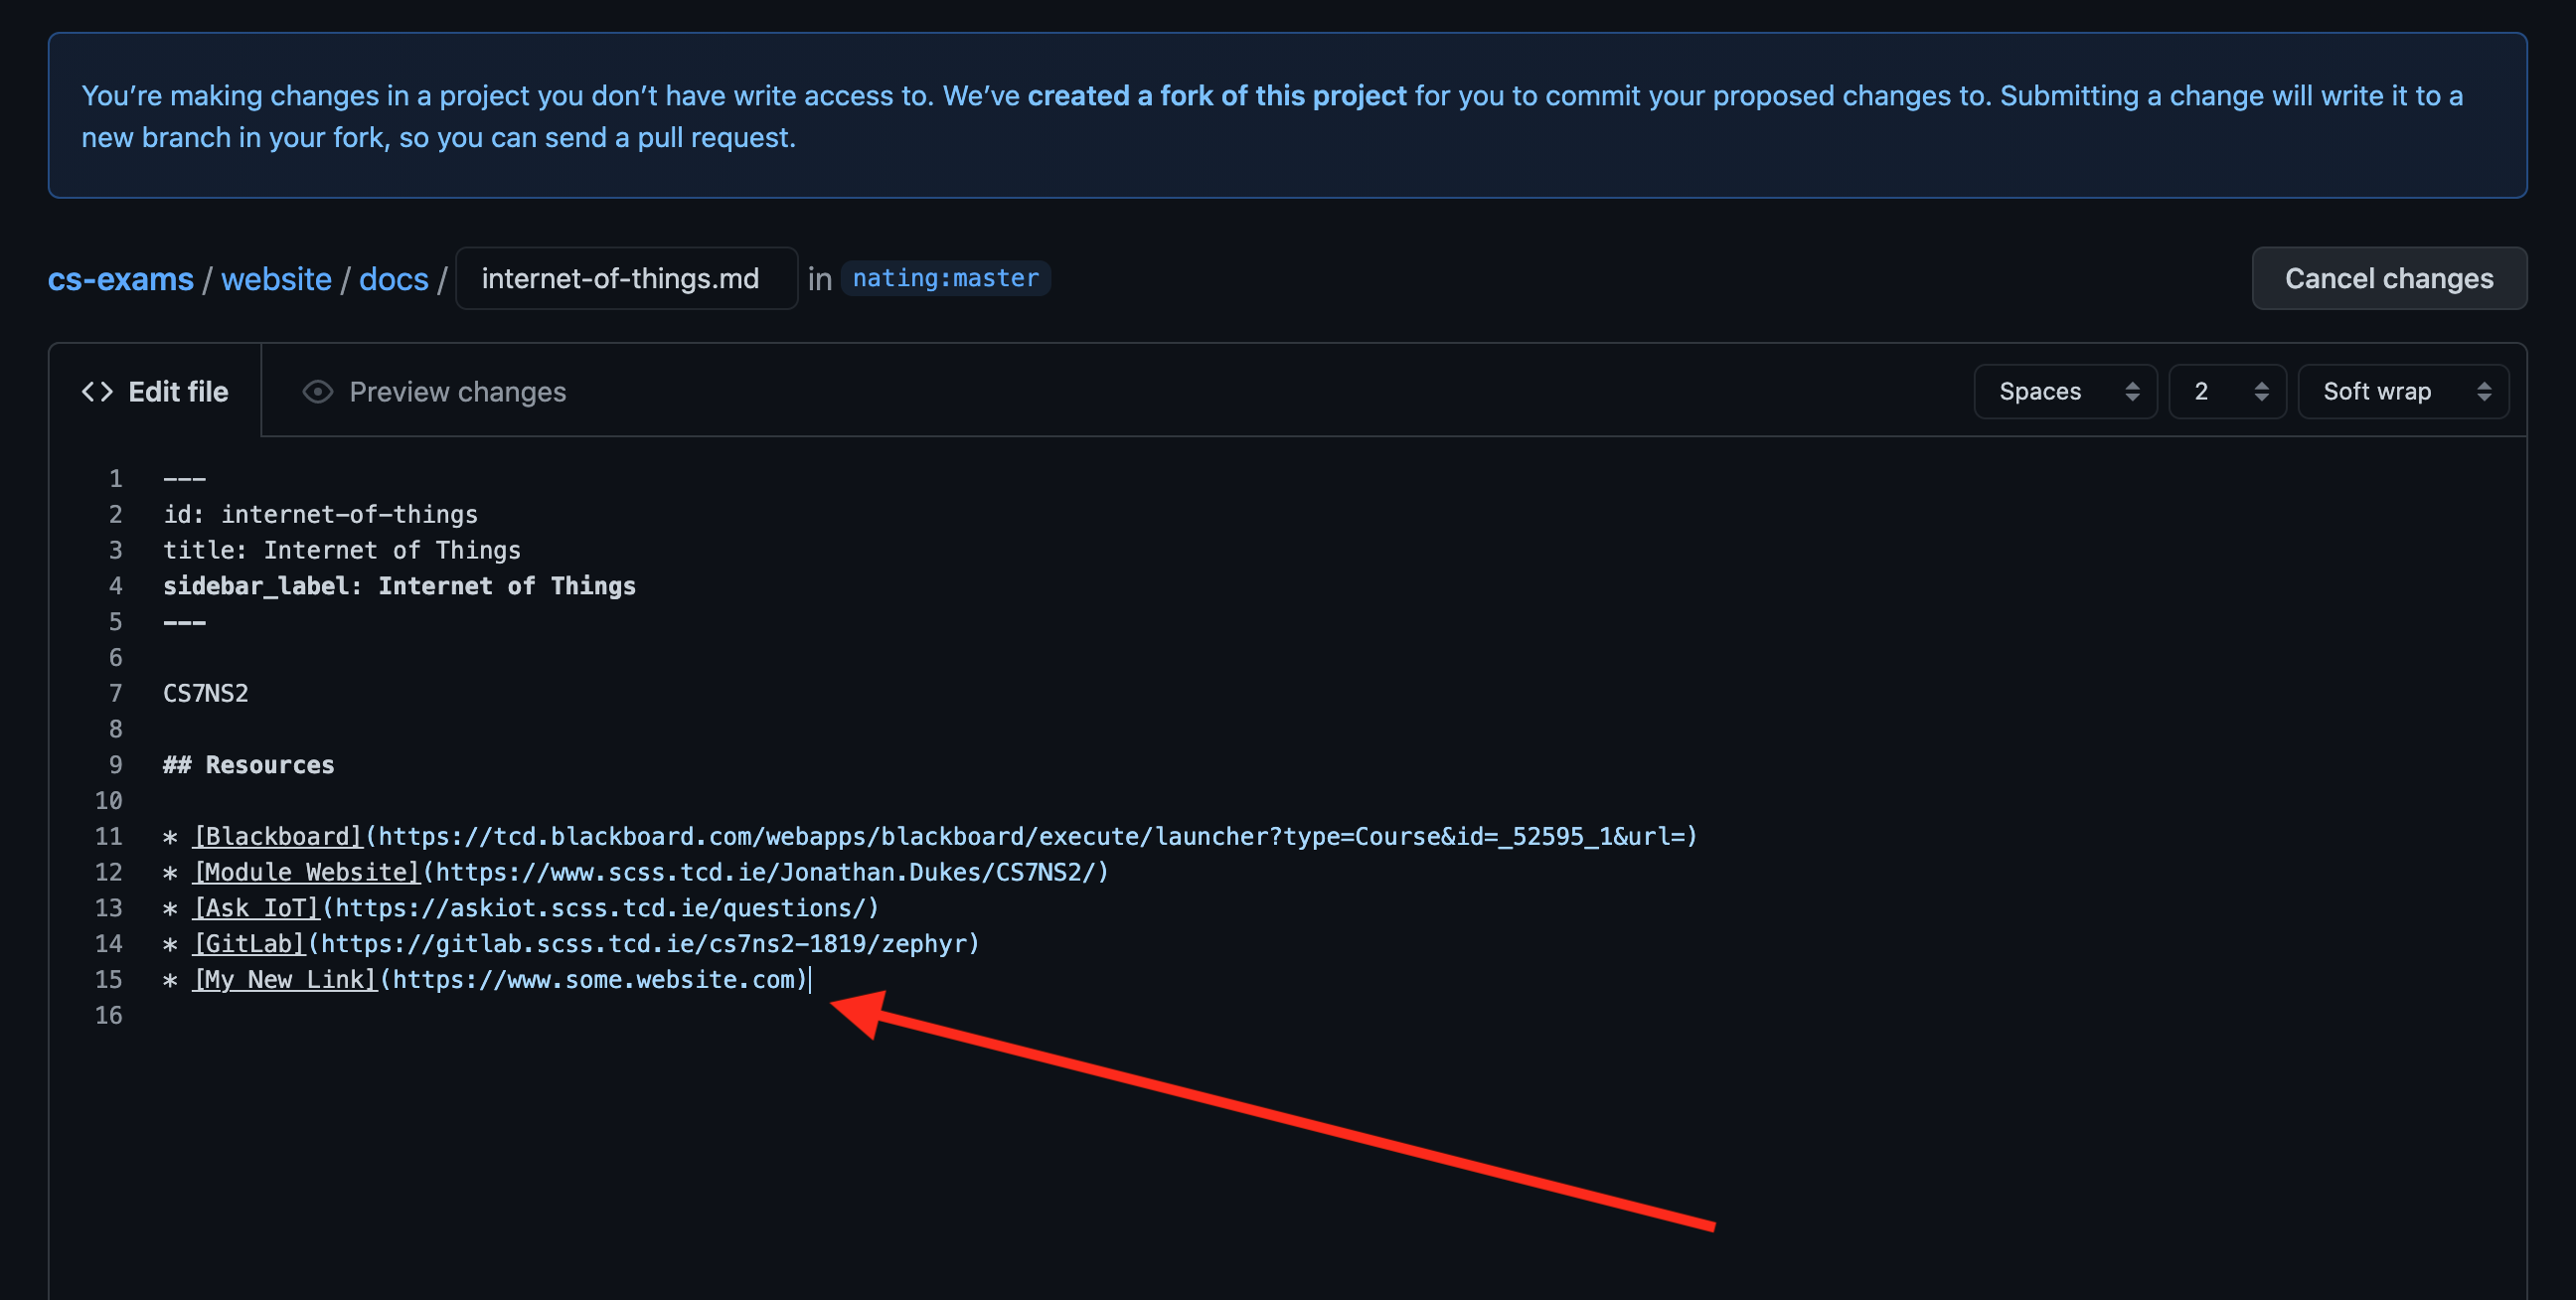 You’re making changes in a project you don’t have write access to. We’ve created a fork of this project for you to commit your proposed changes to. Submitting a change will write it to a
new branch in your fork, so you can send a pull request.
cs-exams / website / docs / internet-of-things.md in nating:master Cancel changes
<> Edit file Preview changes Spaces 2 Soft wrap
1 ---
2 id: internet-of-things
3 title: Internet of Things
4 sidebar_label: Internet of Things
5 ---
6
7 CS7NS2
8
9 ## Resources
10
11 * [Blackboard](https://tcd.blackboard.com/webapps/blackboard/execute/launcher?type=Course&id=_52595_1&url=)
12 * [Module Website](https://www.scss.tcd.ie/Jonathan.Dukes/CS7NS2/)
13 * [Ask IoT](https://askiot.scss.tcd.ie/questions/)
14 * [GitLab](https://gitlab.scss.tcd.ie/cs7ns2-1819/zephyr)
15 * [My New Link](https://www.some.website.com)
16